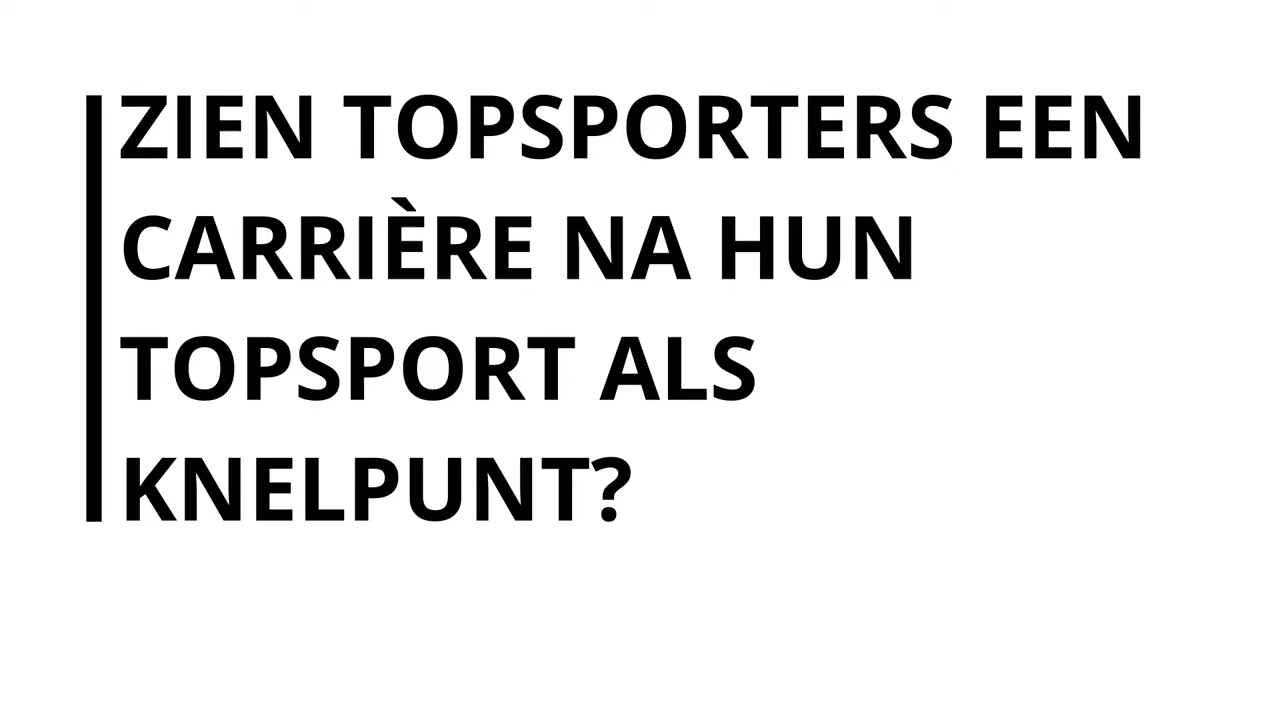 ZIEN TOPSPORTERS EEN
CARRIÈRE NA HUN
TOPSPORT ALS
KNELPUNT?